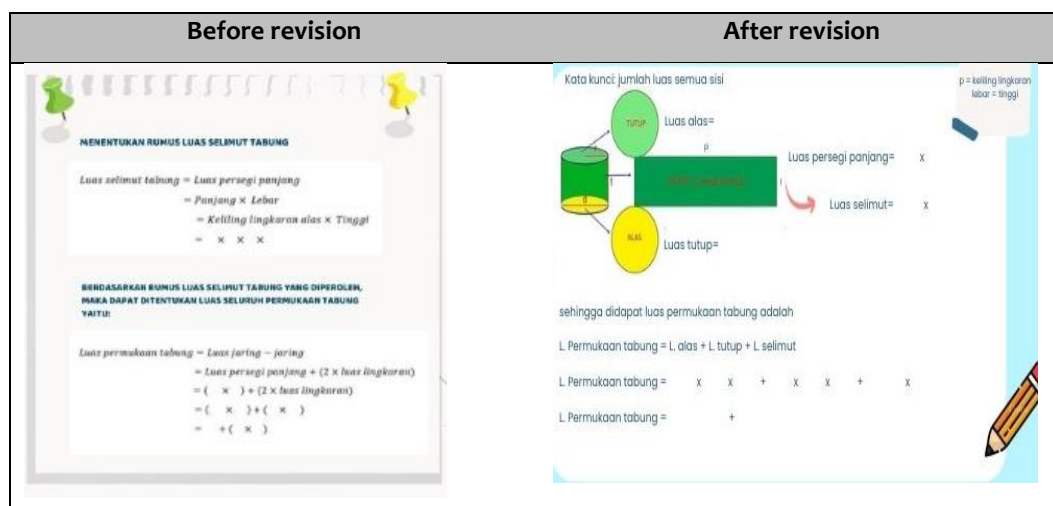 Before revision
After revision
MENENTUKAN RUMUS LUAS SELIMUT TABUNG
Luas selimut tabung = Luas persegi panjang
= Panjang × Lebar
= Keliling lingkaran alas × Tinggi
= × × ×
BERDASARKAN RUMUS LUAS SELIMUT TABUNG YANG DIPEROLEH,
MAKA DAPAT DITENTUKAN LUAS SELURUH PERMUKAAN TABUNG
YAITU:
Luas permukaan tabung = Luas jaring − jaring
= Luas persegi panjang + (2 × luas lingkaran)
= ( × ) + (2 × luas lingkaran)
= ( × ) + ( × )
= + ( × )
Kata kunci: jumlah luas semua sisi
p = keliling lingkaran
lebar = tinggi
TUTUP
Luas alas=
p
r
t
d
Luas persegi panjang= x
Luas selimut= x
ALAS
Luas tutup=
sehingga didapat luas permukaan tabung adalah
L. Permukaan tabung = L. alas + L. tutup + L. selimut
L. Permukaan tabung = x x + x x + x
L. Permukaan tabung = +